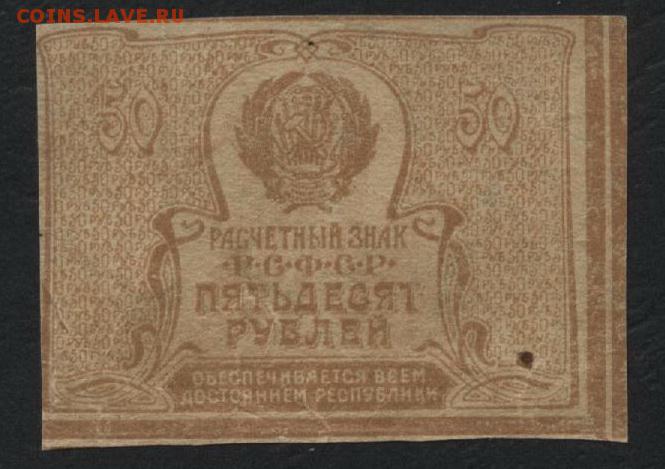 COINS.LAVE.RU
50 50
РАСЧЕТНЫЙ ЗНАК
Р·С·Ф·С·Р·
ПЯТЬДЕСЯТ
РУБЛЕЙ
ОБЕСПЕЧИВАЕТСЯ ВСЕМ
ДОСТОЯНИЕМ РЕСПУБЛИКИ